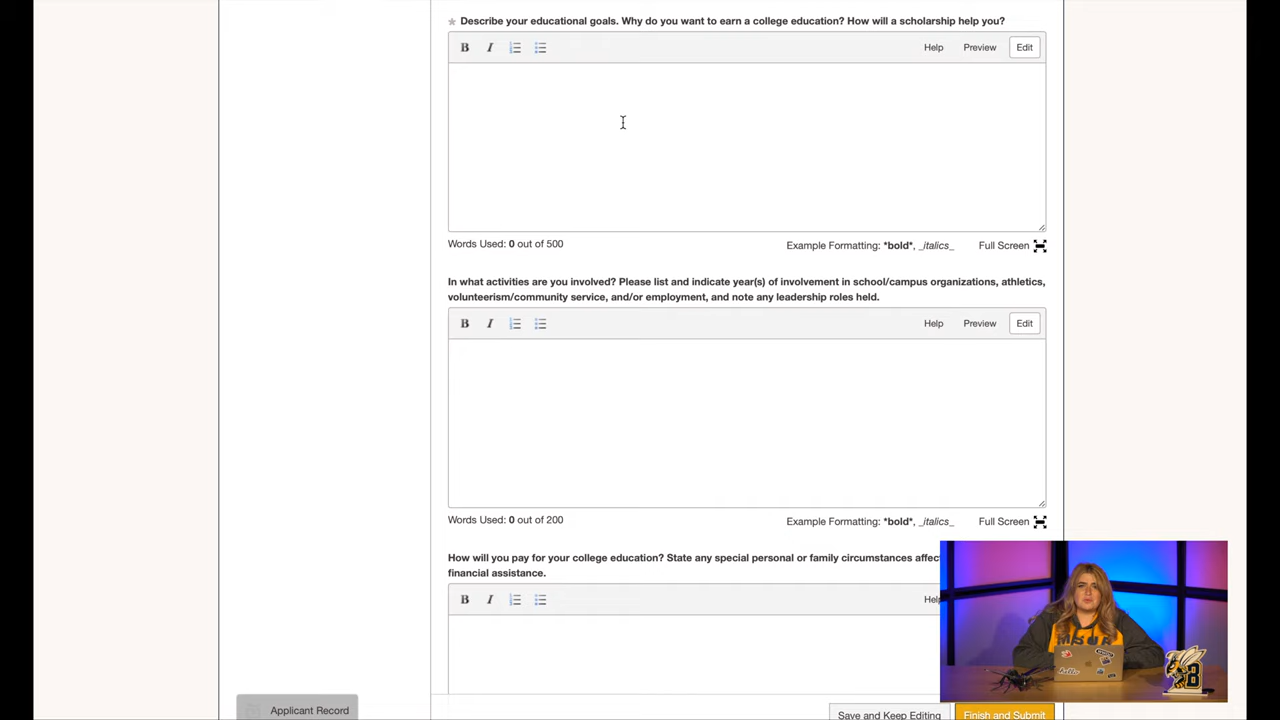 Describe your educational goals. Why do you want to earn a college education? How will a scholarship help you?
B I Help Preview Edit
Words Used: 0 out of 500 Example Formatting: *bold*, _italics_ Full Screen
In what activities are you involved? Please list and indicate year(s) of involvement in school/campus organizations, athletics,
volunteerism/community service, and/or employment, and note any leadership roles held.
B I Help Preview Edit
Words Used: 0 out of 200 Example Formatting: *bold*, _italics_ Full Screen
How will you pay for your college education? State any special personal or family circumstances
financial assistance.
B I
MSUB
hello
B
Applicant Record Save and Keep Editing Finish and Submit